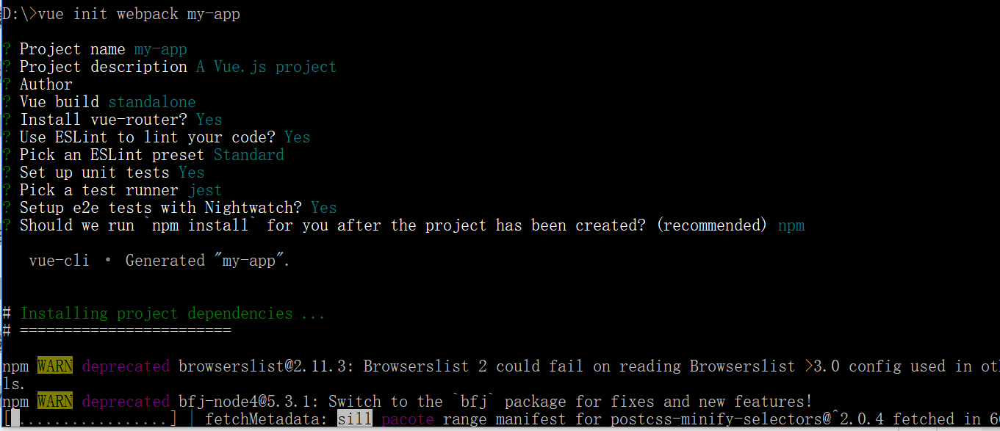 D:\>vue init webpack my-app
? Project name my-app
? Project description A Vue.js project
? Author
? Vue build standalone
? Install vue-router? Yes
? Use ESLint to lint your code? Yes
? Pick an ESLint preset Standard
? Set up unit tests Yes
? Pick a test runner jest
? Setup e2e tests with Nightwatch? Yes
? Should we run `npm install` for you after the project has been created? (recommended) npm
vue-cli · Generated "my-app".
# Installing project dependencies ...
# ========================
npm WARN deprecated browserslist@2.11.3: Browserslist 2 could fail on reading Browserslist >3.0 config used in ot
ls.
npm WARN deprecated bfj-node4@5.3.1: Switch to the `bfj` package for fixes and new features!
[ .................] | fetchMetadata: sill pacote range manifest for postcss-minify-selectors@^2.0.4 fetched in 6